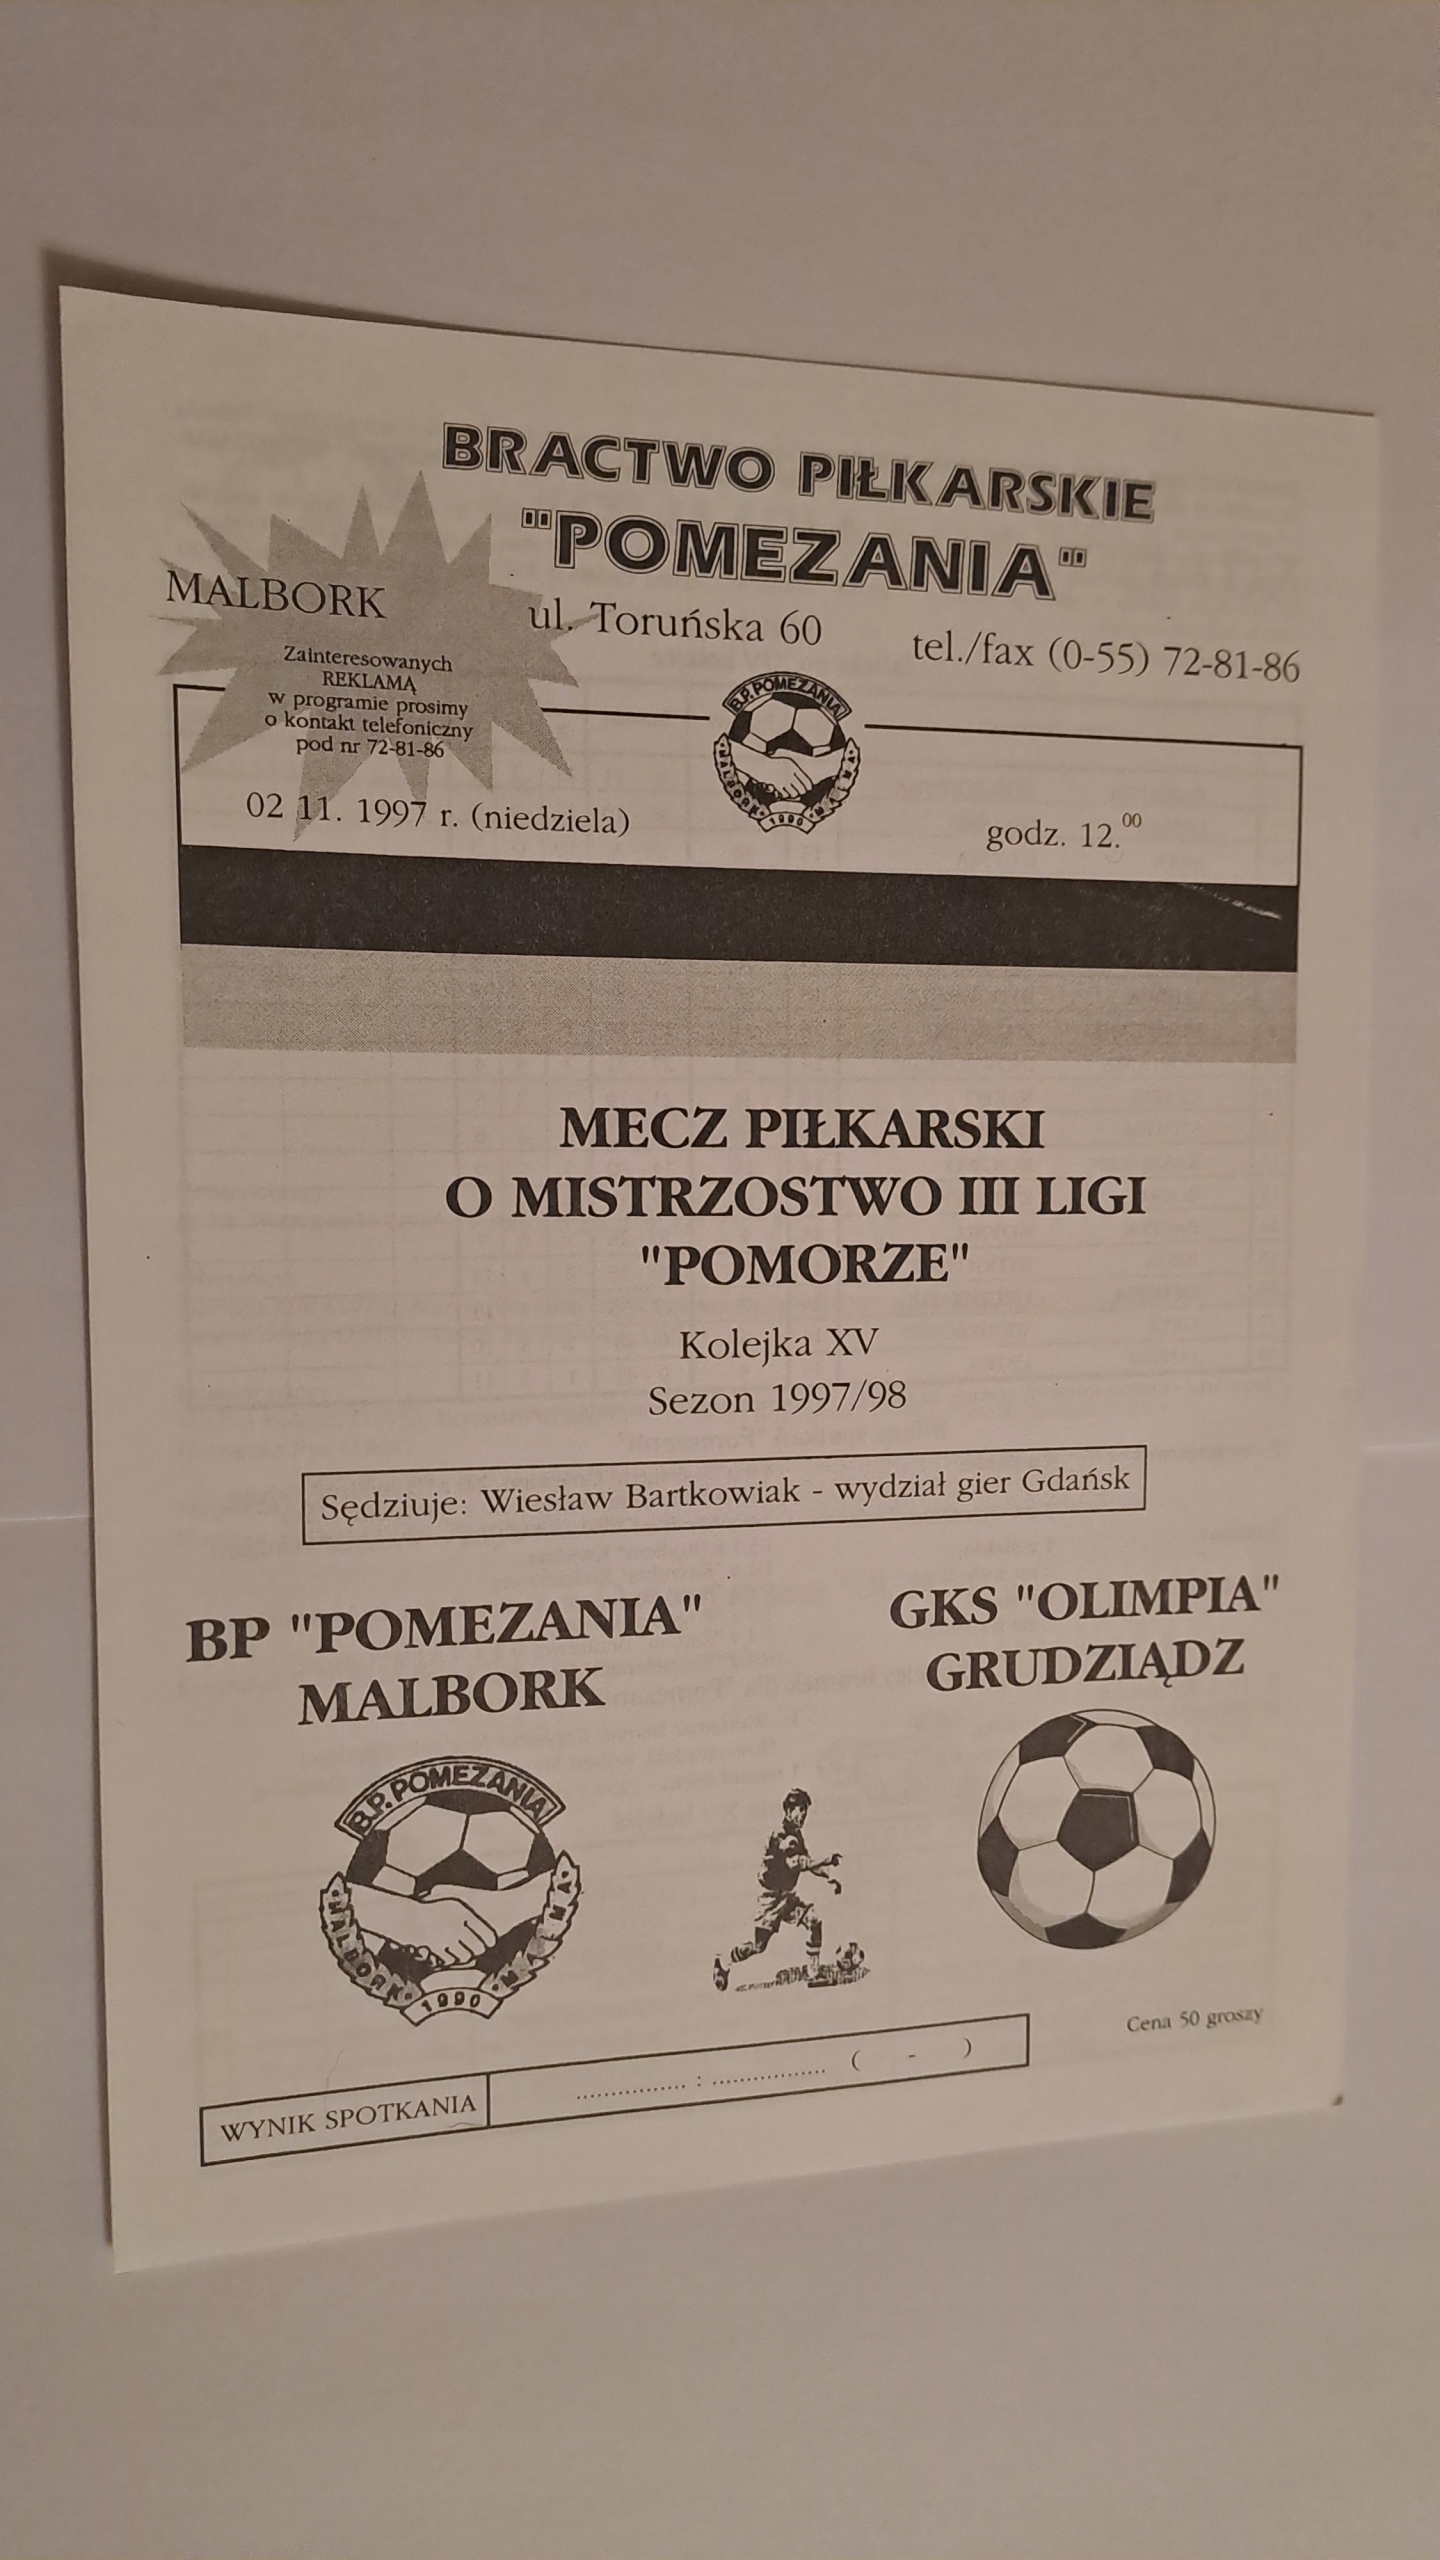 BRACTWO PIŁKARSKIE
"POMEZANIA"
MALBORK
ul. Toruńska 60
tel./fax (0-55) 72-81-86
Zainteresowanych
REKLAMĄ
w programie prosimy
o kontakt telefoniczny
pod nr 72-81-86
B.P. POMEZANIA
MALBORK
MALMA
1990
02 11. 1997 r. (niedziela)
godz. 12.00
MECZ PIŁKARSKI
O MISTRZOSTWO III LIGI
"POMORZE"
Kolejka XV
Sezon 1997/98
Sędziuje: Wiesław Bartkowiak - wydział gier Gdańsk
BP "POMEZANIA"
MALBORK
GKS "OLIMPIA"
GRUDZIĄDZ
B.P. POMEZANIA
MALBORK
MALMA
1990
Cena 50 groszy
WYNIK SPOTKANIA ................ : ................ ( - )